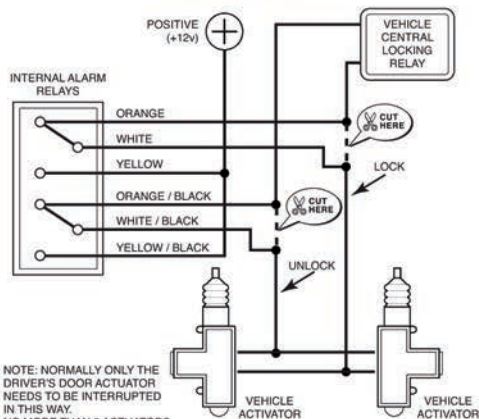 POSITIVE
(+12v)
VEHICLE
CENTRAL
LOCKING
RELAY
INTERNAL ALARM
RELAYS
ORANGE
WHITE
YELLOW
ORANGE / BLACK
WHITE / BLACK
YELLOW / BLACK
CUT
HERE
LOCK
CUT
HERE
UNLOCK
NOTE: NORMALLY ONLY THE
DRIVER'S DOOR ACTUATOR
NEEDS TO BE INTERRUPTED
IN THIS WAY.
VEHICLE
ACTIVATOR
VEHICLE
ACTIVATOR